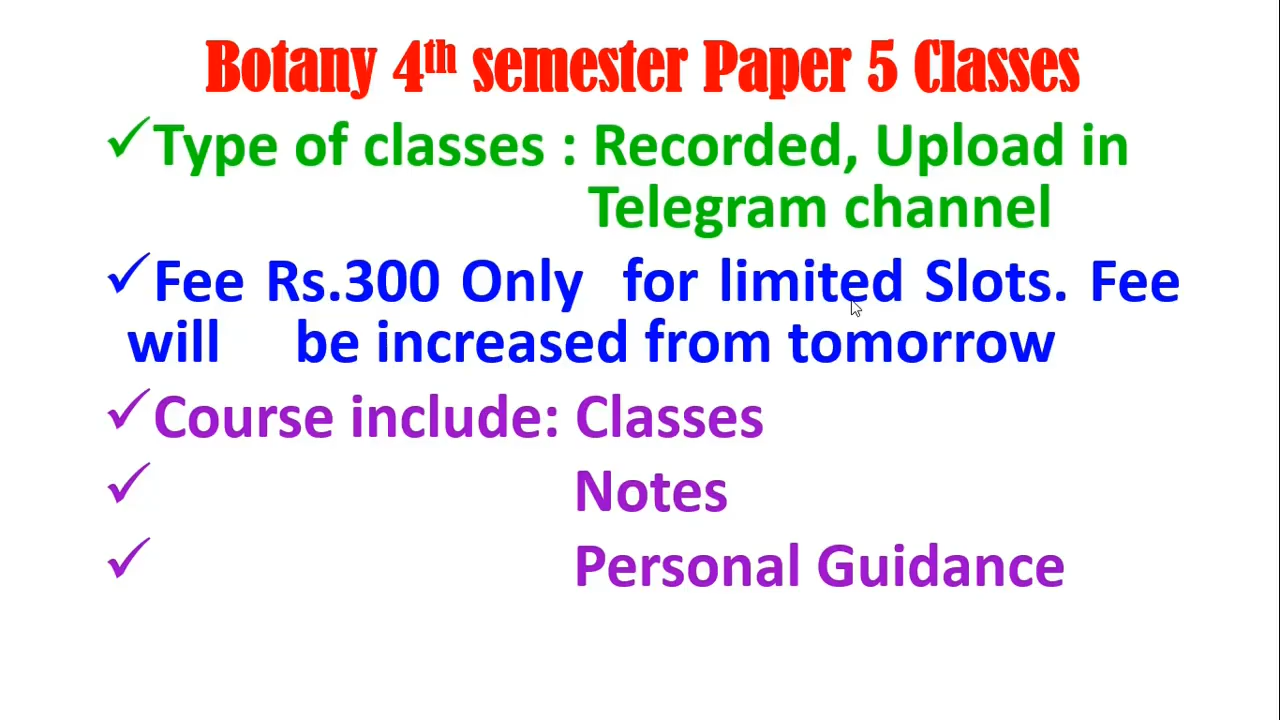 Botany 4th semester Paper 5 Classes
✓Type of classes : Recorded, Upload in
Telegram channel
✓Fee Rs.300 Only for limited Slots. Fee
will be increased from tomorrow
✓Course include: Classes
✓ Notes
✓ Personal Guidance